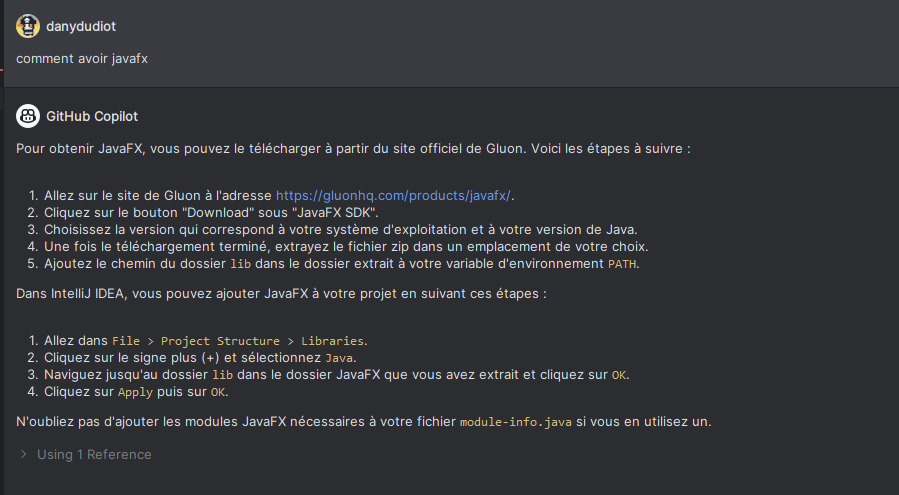 danydudiot
comment avoir javafx
GitHub Copilot
Pour obtenir JavaFX, vous pouvez le télécharger à partir du site officiel de Gluon. Voici les étapes à suivre :
1. Allez sur le site de Gluon à l'adresse https://gluonhq.com/products/javafx/.
2. Cliquez sur le bouton "Download" sous "JavaFX SDK".
3. Choisissez la version qui correspond à votre système d'exploitation et à votre version de Java.
4. Une fois le téléchargement terminé, extrayez le fichier zip dans un emplacement de votre choix.
5. Ajoutez le chemin du dossier lib dans le dossier extrait à votre variable d'environnement PATH.
Dans IntelliJ IDEA, vous pouvez ajouter JavaFX à votre projet en suivant ces étapes :
1. Allez dans File > Project Structure > Libraries.
2. Cliquez sur le signe plus (+) et sélectionnez Java.
3. Naviguez jusqu'au dossier lib dans le dossier JavaFX que vous avez extrait et cliquez sur OK.
4. Cliquez sur Apply puis sur OK.
N'oubliez pas d'ajouter les modules JavaFX nécessaires à votre fichier module-info.java si vous en utilisez un.
> Using 1 Reference